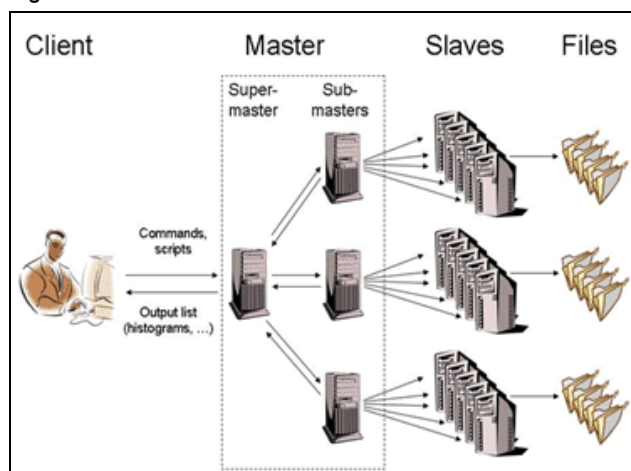 Client
Master
Slaves
Files
Super-
master
Sub-
masters
Commands,
scripts
Output list
(histograms, ...)